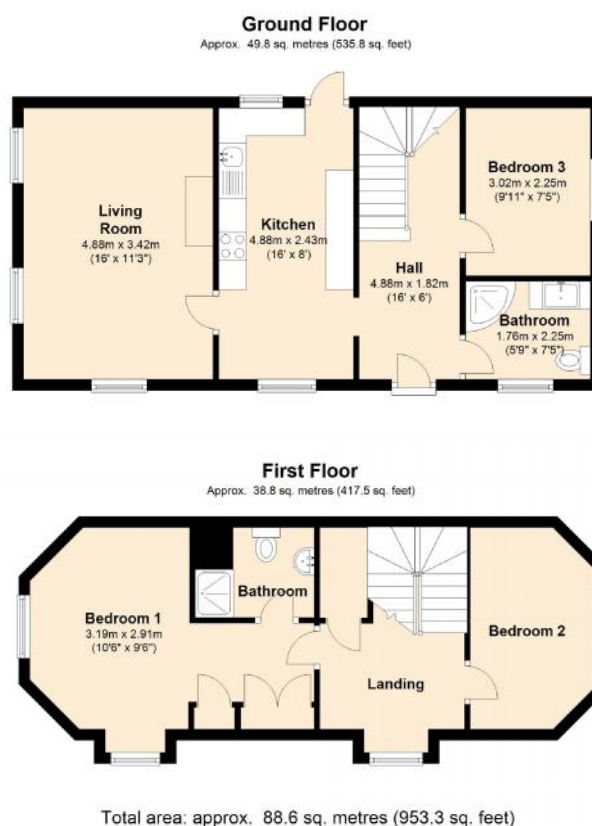 Ground Floor
Approx. 49.8 sq. metres (535.8 sq. feet)
Living
Room
4.88m x 3.42m
(16' x 11'3")
Kitchen
4.88m x 2.43m
(16' x 8')
Hall
4.88m x 1.82m
(16' x 6')
Bedroom 3
3.02m x 2.25m
(9'11" x 7'5")
Bathroom
1.76m x 2.25m
(5'9" x 7'5")
First Floor
Approx. 38.8 sq. metres (417.5 sq. feet)
Bedroom 1
3.19m x 2.91m
(10'6" x 9'6")
Bathroom
Landing
Bedroom 2
Total area: approx. 88.6 sq. metres (953.3 sq. feet)